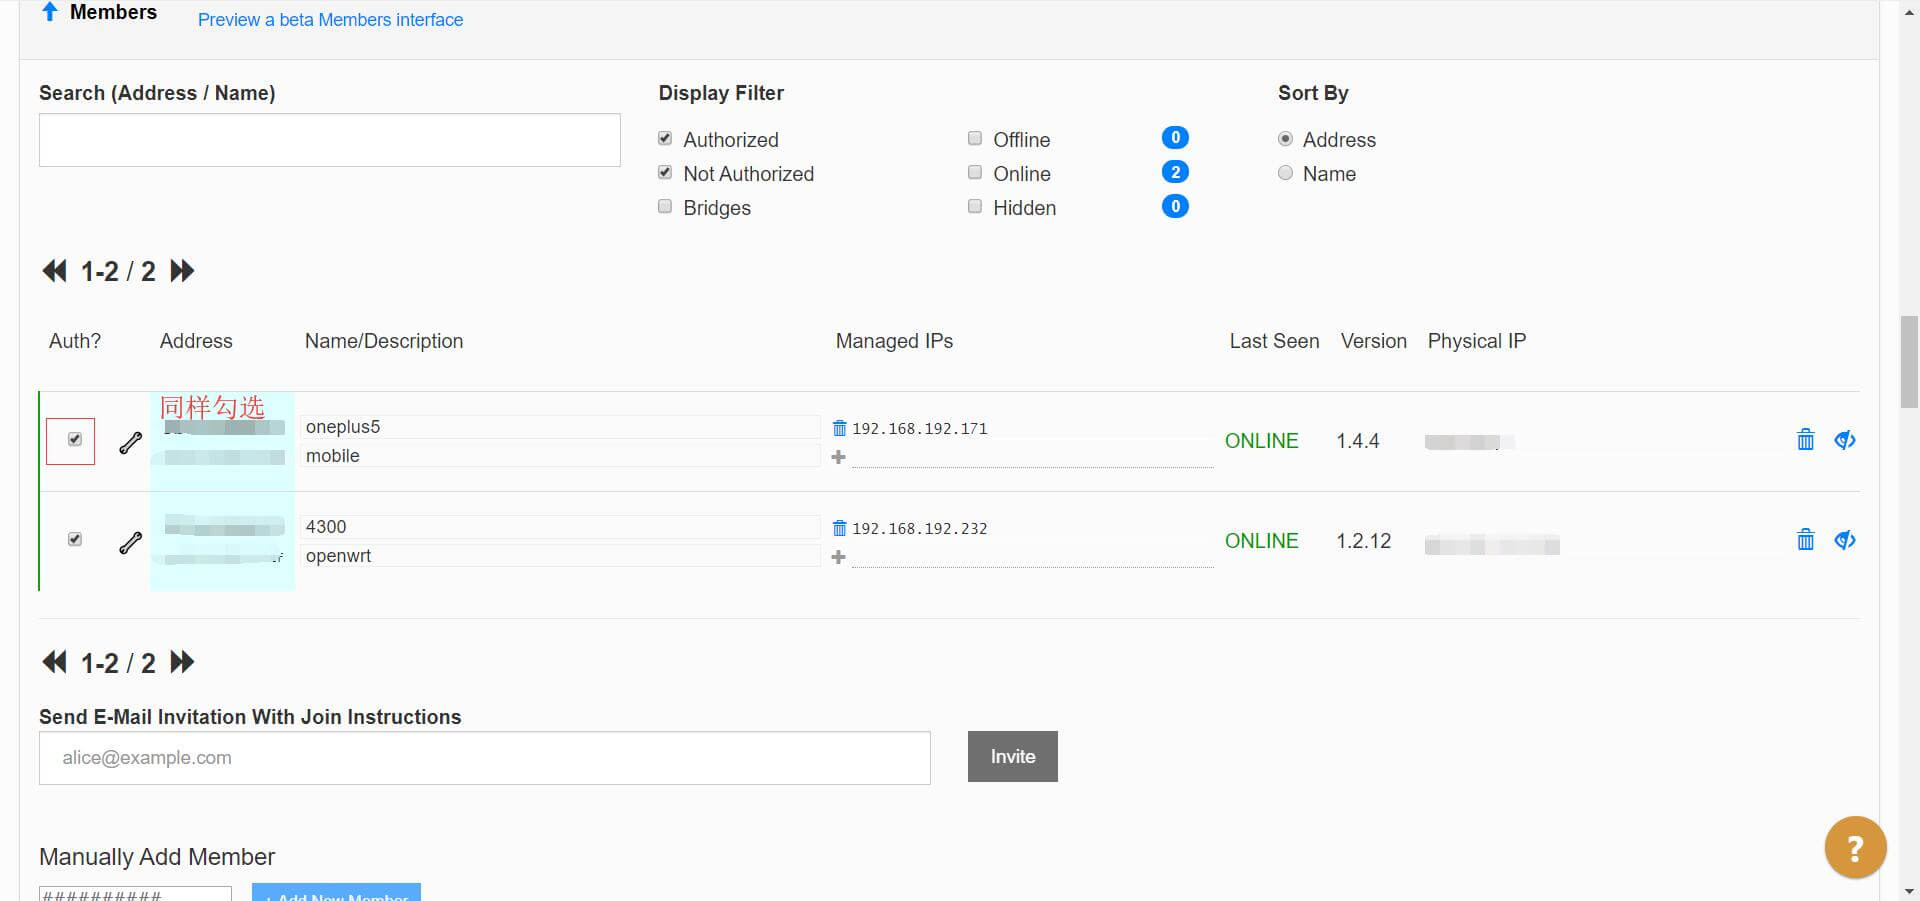 Members Preview a beta Members interface
Search (Address / Name)
Display Filter
Sort By
Authorized
Offline
0
Address
Not Authorized
Online
2
Name
Bridges
Hidden
0
1-2 / 2
Auth? Address Name/Description Managed IPs Last Seen Version Physical IP
同样勾选
oneplus5
mobile
192.168.192.171
ONLINE
1.4.4
4300
openwrt
192.168.192.232
ONLINE
1.2.12
1-2 / 2
Send E-Mail Invitation With Join Instructions
alice@example.com
Invite
?
Manually Add Member
##########
+ Add New Member